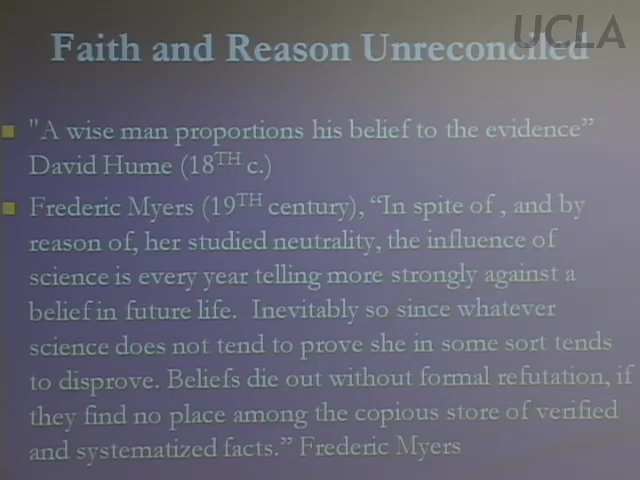 UCLA
Faith and Reason Unreconciled
"A wise man proportions his belief to the evidence”
David Hume (18TH c.)
Frederic Myers (19TH century), “In spite of , and by
reason of, her studied neutrality, the influence of
science is every year telling more strongly against a
belief in future life. Inevitably so since whatever
science does not tend to prove she in some sort tends
to disprove. Beliefs die out without formal refutation, if
they find no place among the copious store of verified
and systematized facts.” Frederic Myers